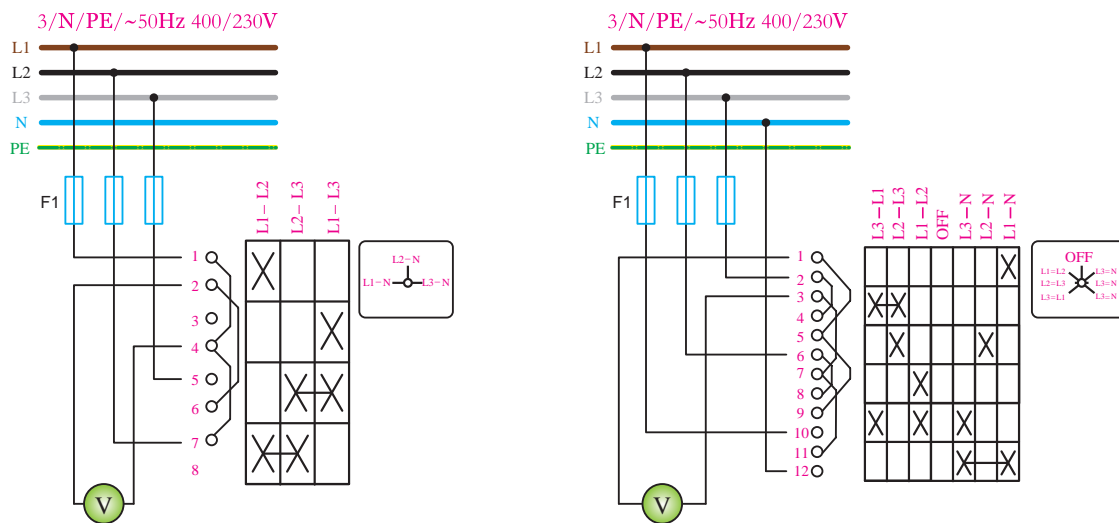 3/N/PE/~50Hz 400/230V
L1
L2
L3
N
PE
F1
L1-L2
L2-L3
L1-L3
1
2
3
4
5
6
7
8
L2-N
L1-N
L3-N
V
3/N/PE/~50Hz 400/230V
L1
L2
L3
N
PE
F1
L3-L1
L2-L3
L1-L2
OFF
L3-N
L2-N
L1-N
1
2
3
4
5
6
7
8
9
10
11
12
OFF
L1=L2 L3=N
L2=L3 L3=N
L3=L1 L3=N
V